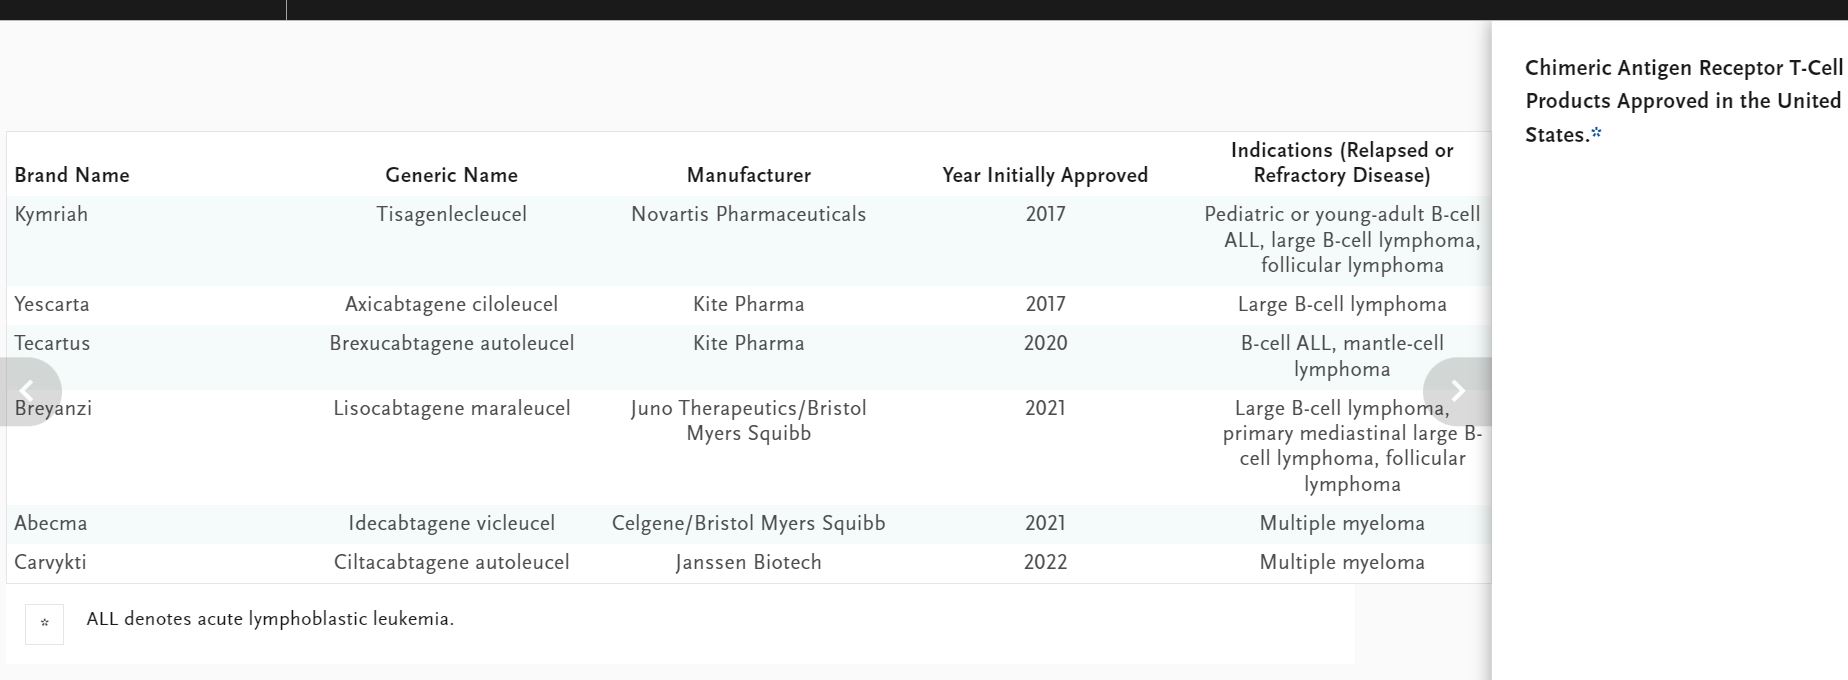 Chimeric Antigen Receptor T-Cell
Products Approved in the United
States.*
Brand Name Generic Name Manufacturer Year Initially Approved Indications (Relapsed or
Refractory Disease)
Kymriah Tisagenlecleucel Novartis Pharmaceuticals 2017 Pediatric or young-adult B-cell
ALL, large B-cell lymphoma,
follicular lymphoma
Yescarta Axicabtagene ciloleucel Kite Pharma 2017 Large B-cell lymphoma
Tecartus Brexucabtagene autoleucel Kite Pharma 2020 B-cell ALL, mantle-cell
lymphoma
Breyanzi Lisocabtagene maraleucel Juno Therapeutics/Bristol 2021 Large B-cell lymphoma,
Myers Squibb primary mediastinal large B-
cell lymphoma, follicular
lymphoma
Abecma Idecabtagene vicleucel Celgene/Bristol Myers Squibb 2021 Multiple myeloma
Carvykti Ciltacabtagene autoleucel Janssen Biotech 2022 Multiple myeloma
* ALL denotes acute lymphoblastic leukemia.